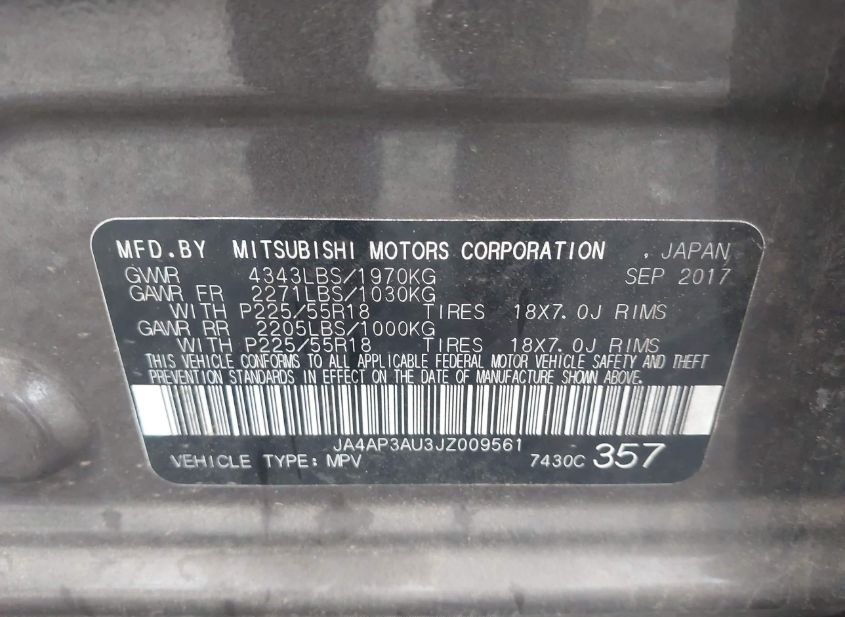 MFD.BY MITSUBISHI MOTORS CORPORATION , JAPAN
GVWR 4343LBS/1970KG SEP 2017
GAWR FR 2271LBS/1030KG
WITH P225/55R18 TIRES 18X7.0J RIMS
GAWR RR 2205LBS/1000KG
WITH P225/55R18 TIRES 18X7.0J RIMS
THIS VEHICLE CONFORMS TO ALL APPLICABLE FEDERAL MOTOR VEHICLE SAFETY AND THEFT
PREVENTION STANDARDS IN EFFECT ON THE DATE OF MANUFACTURE SHOWN ABOVE.
JA4AP3AU3JZ009561
VEHICLE TYPE: MPV 7430C 357